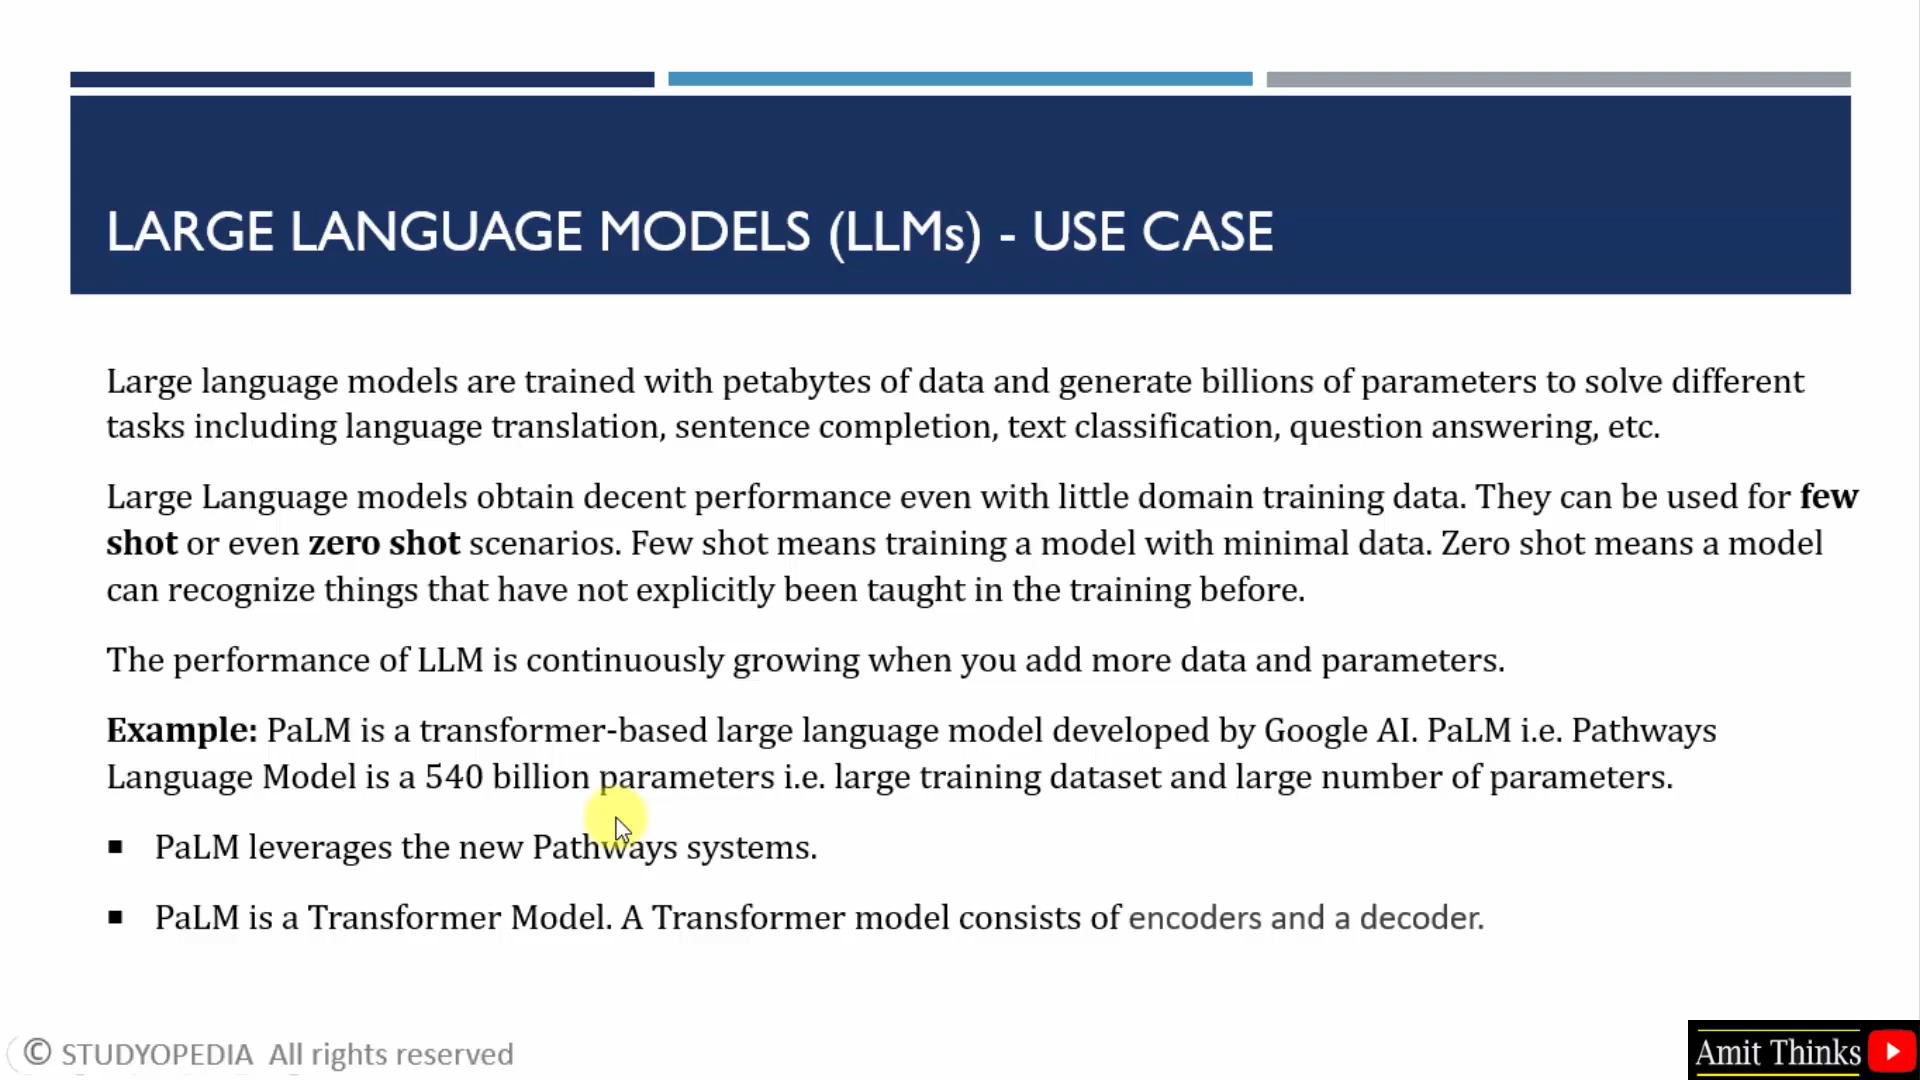 LARGE LANGUAGE MODELS (LLMs) - USE CASE
Large language models are trained with petabytes of data and generate billions of parameters to solve different
tasks including language translation, sentence completion, text classification, question answering, etc.
Large Language models obtain decent performance even with little domain training data. They can be used for few
shot or even zero shot scenarios. Few shot means training a model with minimal data. Zero shot means a model
can recognize things that have not explicitly been taught in the training before.
The performance of LLM is continuously growing when you add more data and parameters.
Example: PaLM is a transformer-based large language model developed by Google AI. PaLM i.e. Pathways
Language Model is a 540 billion parameters i.e. large training dataset and large number of parameters.
▪ PaLM leverages the new Pathways systems.
▪ PaLM is a Transformer Model. A Transformer model consists of encoders and a decoder.
© STUDYOPEDIA All rights reserved
Amit Thinks